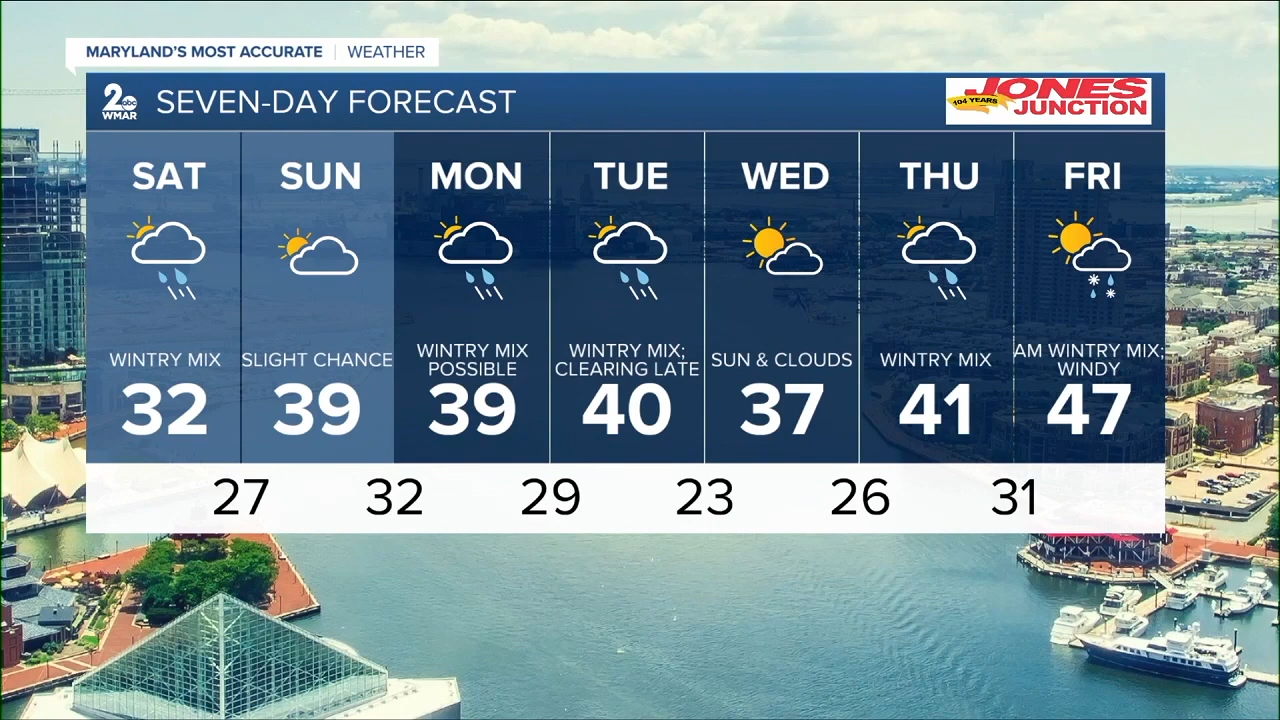 MARYLAND'S MOST ACCURATE | WEATHER
2 abc
WMAR
SEVEN-DAY FORECAST
JONES
104 YEARS
JUNCTION
SAT SUN MON TUE WED THU FRI
WINTRY MIX
SLIGHT CHANCE
WINTRY MIX
POSSIBLE
WINTRY MIX;
CLEARING LATE
SUN & CLOUDS
WINTRY MIX
AM WINTRY MIX;
WINDY
32 39 39 40 37 41 47
27 32 29 23 26 31